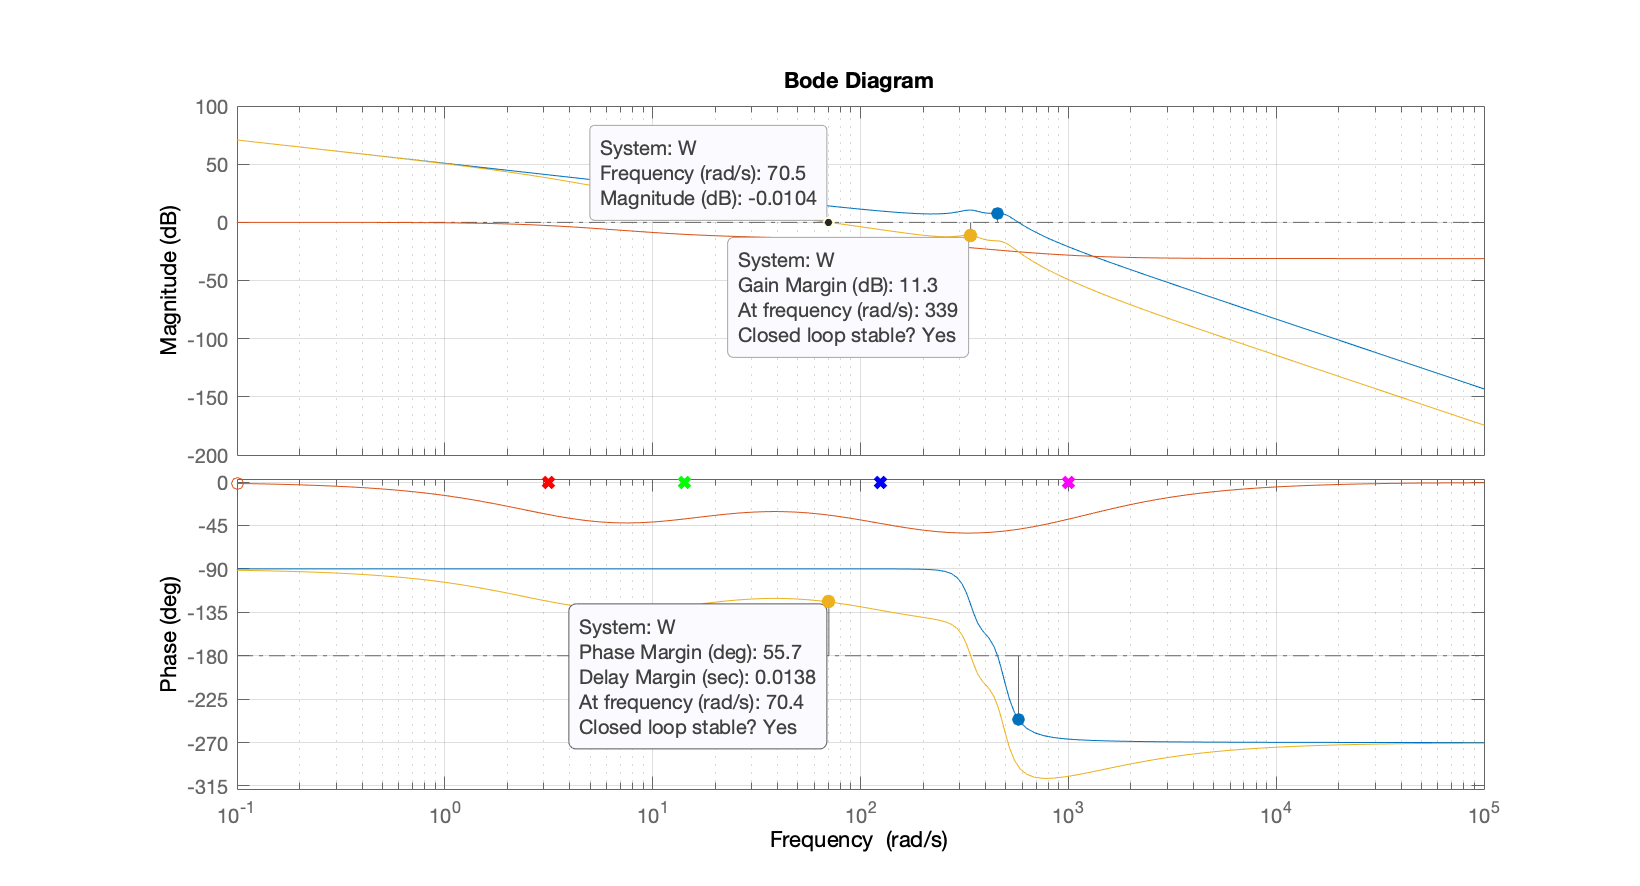 Bode Diagram
100
50
0
-50
-100
-150
-200
Magnitude (dB)
System: W
Frequency (rad/s): 70.5
Magnitude (dB): -0.0104
System: W
Gain Margin (dB): 11.3
At frequency (rad/s): 339
Closed loop stable? Yes
0
-45
-90
-135
-180
-225
-270
-315
Phase (deg)
System: W
Phase Margin (deg): 55.7
Delay Margin (sec): 0.0138
At frequency (rad/s): 70.4
Closed loop stable? Yes
10^-1 10^0 10^1 10^2 10^3 10^4 10^5
Frequency (rad/s)